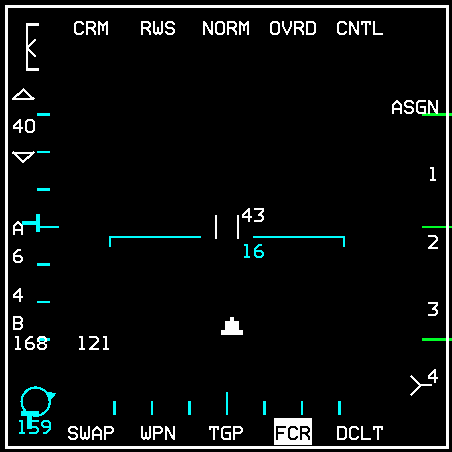 CRM RWS NORM OVRD CNTL
ASGN
40
1
43
A
2
16
6
4
3
B
168 121
4
159
SWAP WPN TGP FCR DCLT